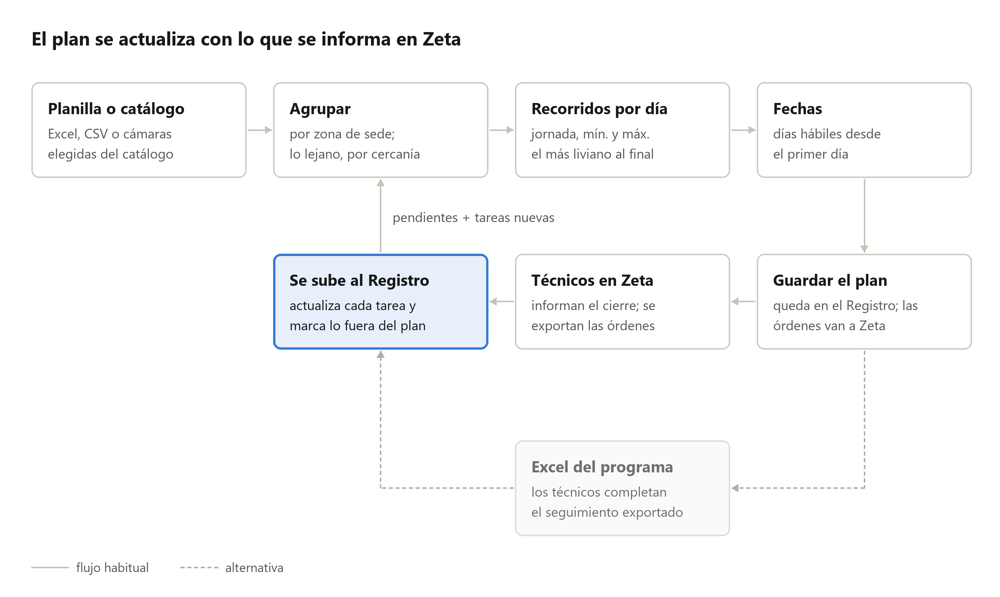 El plan se actualiza con lo que se informa en Zeta
Planilla o catálogo
Excel, CSV o cámaras
elegidas del catálogo
Agrupar
por zona de sede;
lo lejano, por cercanía
Recorridos por día
jornada, mín. y máx.
el más liviano al final
Fechas
días hábiles desde
el primer día
pendientes + tareas nuevas
Se sube al Registro
actualiza cada tarea y
marca lo fuera del plan
Técnicos en Zeta
informan el cierre; se
exportan las órdenes
Guardar el plan
queda en el Registro; las
órdenes van a Zeta
Excel del programa
los técnicos completan
el seguimiento exportado
flujo habitual
alternativa